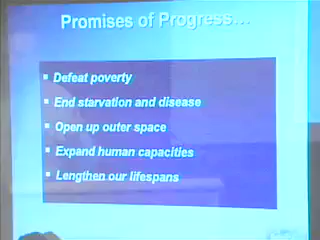 Promises of Progress...
Defeat poverty
End starvation and disease
Open up outer space
Expand human capacities
Lengthen our lifespans